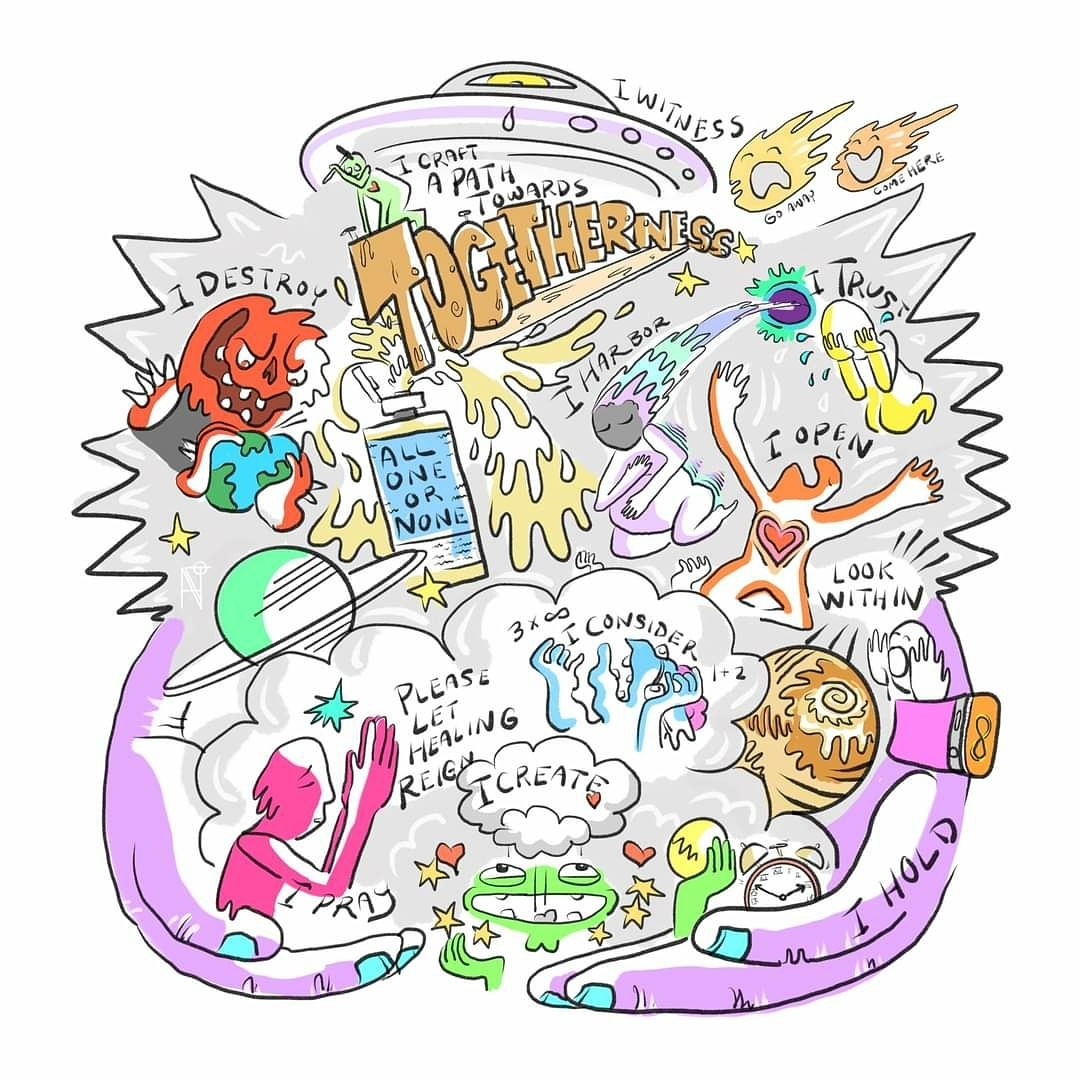 I WITNESS
GO AWAY
COME HERE
I CRAFT
A PATH
TOWARDS
TOGETHERNESS
I DESTROY
I TRUST
I HARBOR
I OPEN
ALL
ONE
OR
NONE
LOOK
WITHIN
3 x ∞
I CONSIDER
1+2
PLEASE
LET
HEALING
REIGN
I CREATE
I PRAY
I HOLD